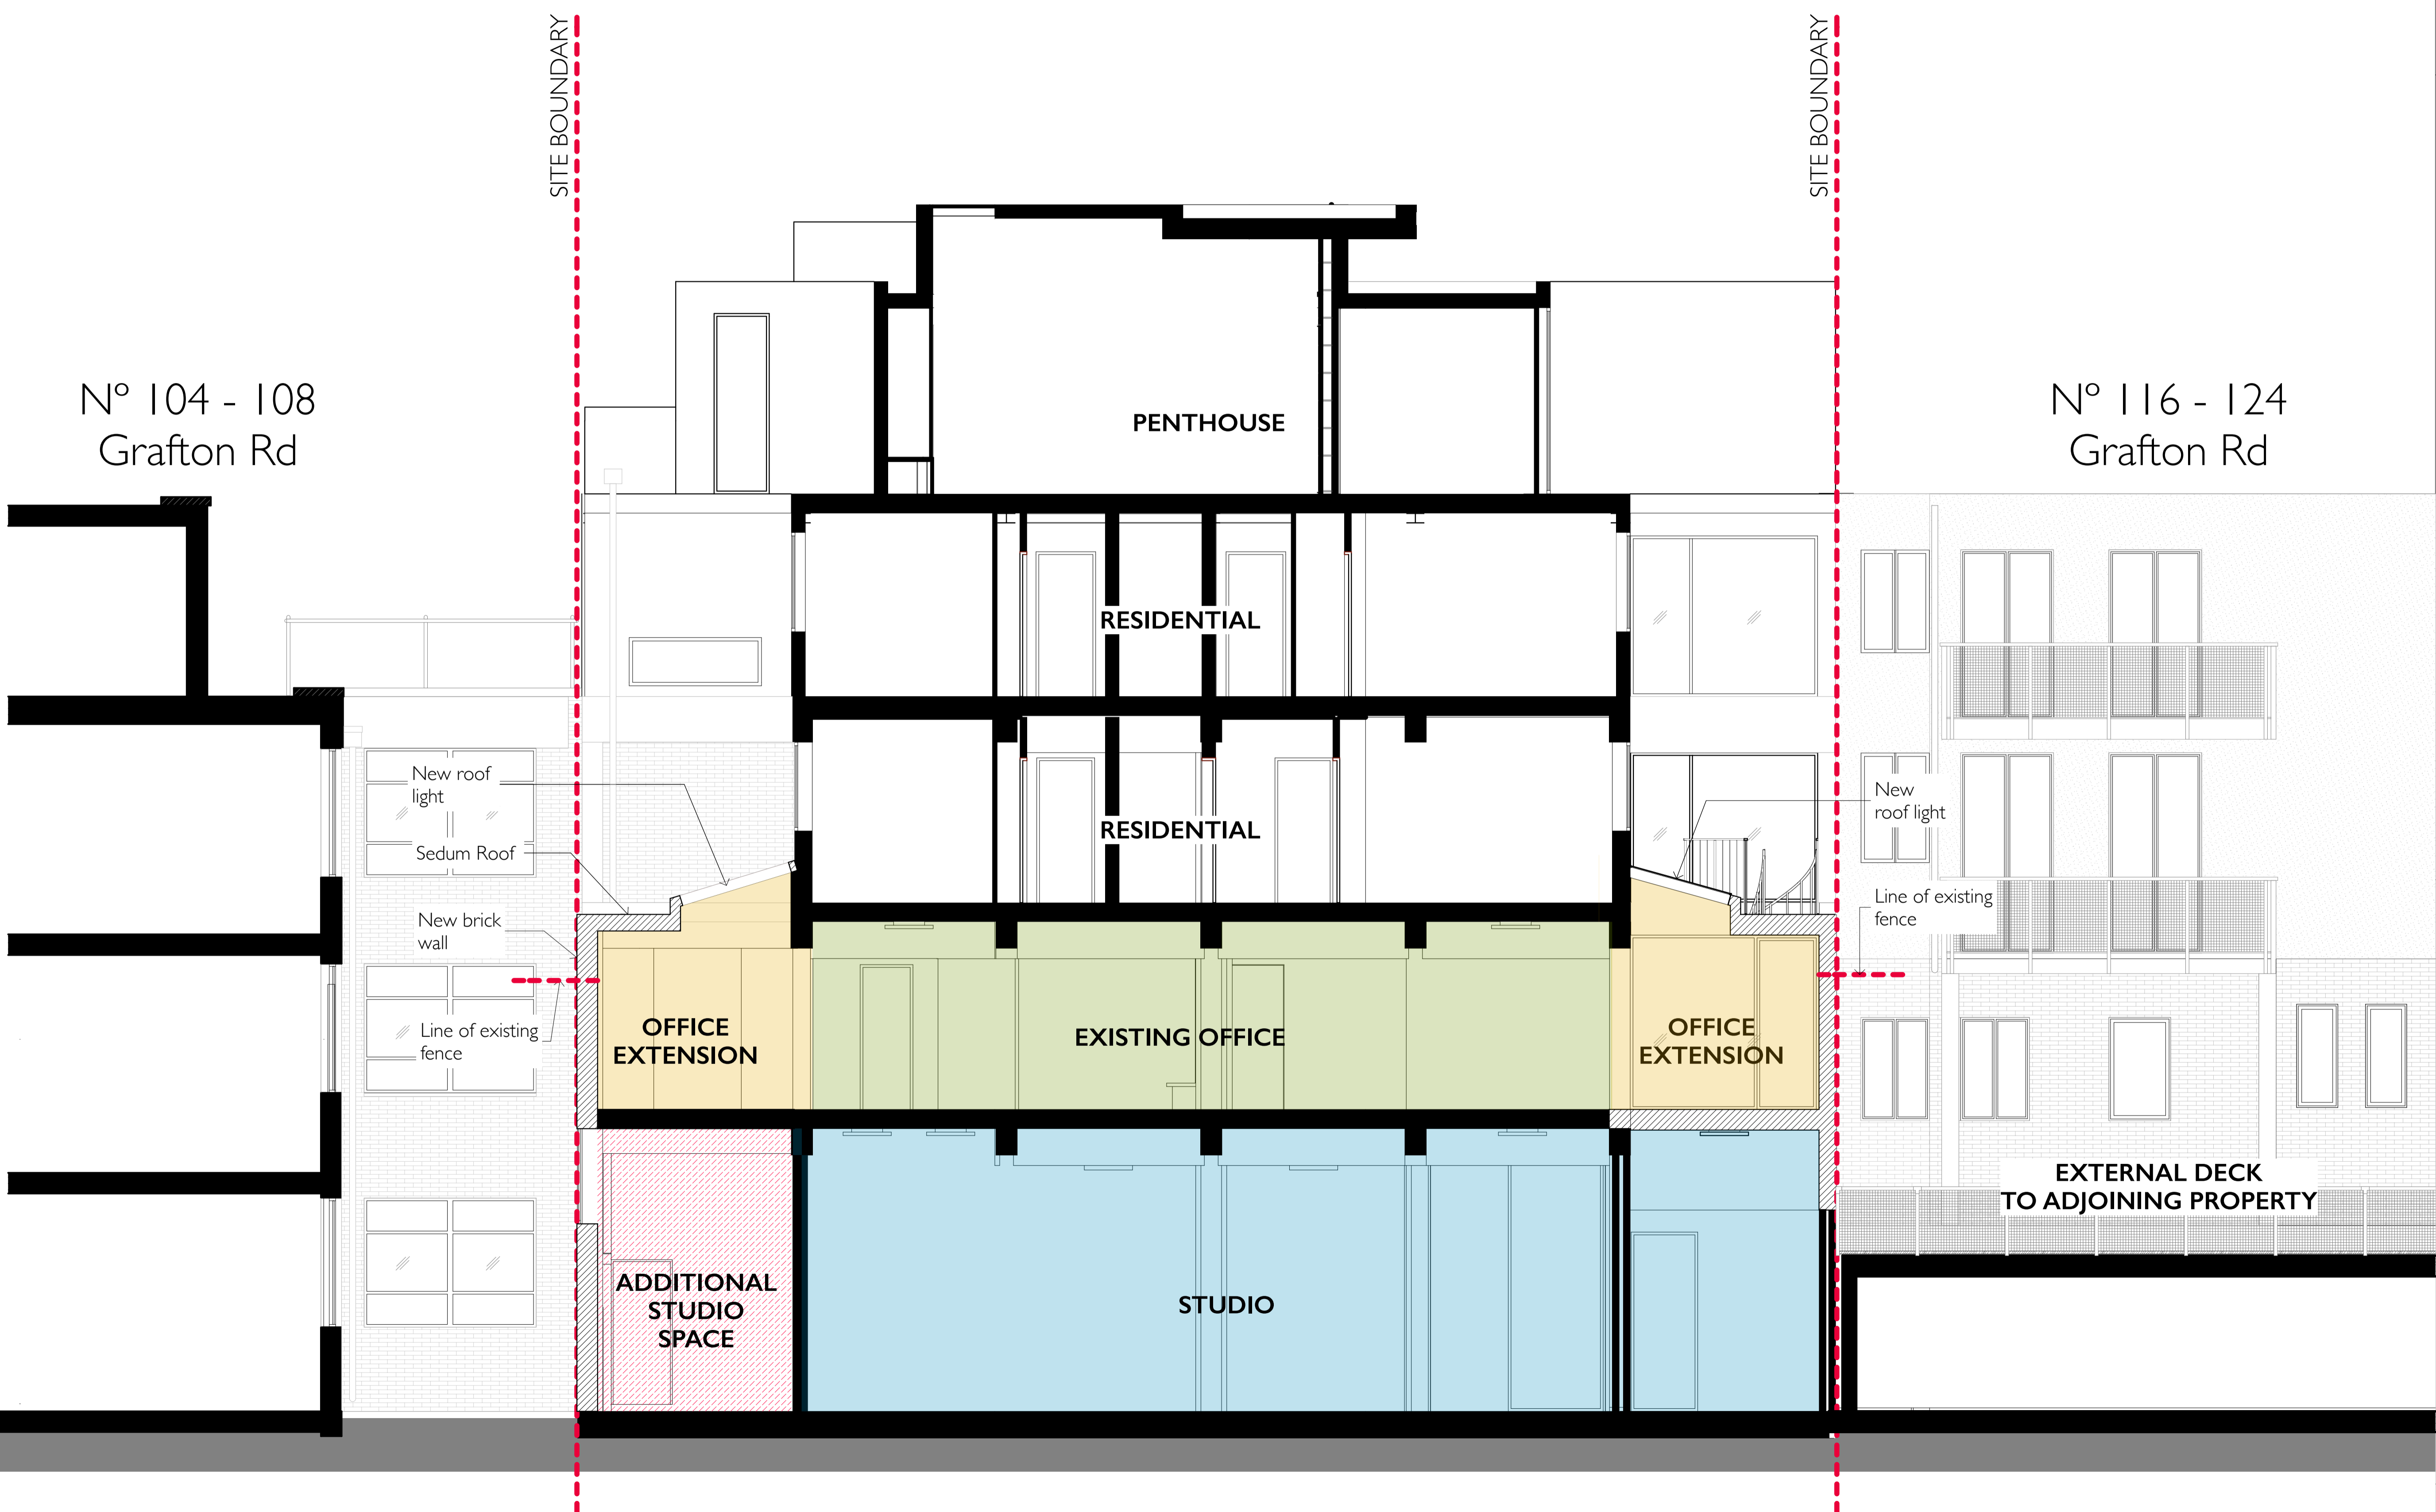 SITE BOUNDARY
SITE BOUNDARY
Nº 104 - 108
Grafton Rd
Nº 116 - 124
Grafton Rd
PENTHOUSE
RESIDENTIAL
New roof
light
New
roof light
RESIDENTIAL
Sedum Roof
Line of existing
fence
New brick
wall
Line of existing
fence
OFFICE
EXTENSION
EXISTING OFFICE
OFFICE
EXTENSION
EXTERNAL DECK
TO ADJOINING PROPERTY
ADDITIONAL
STUDIO
SPACE
STUDIO